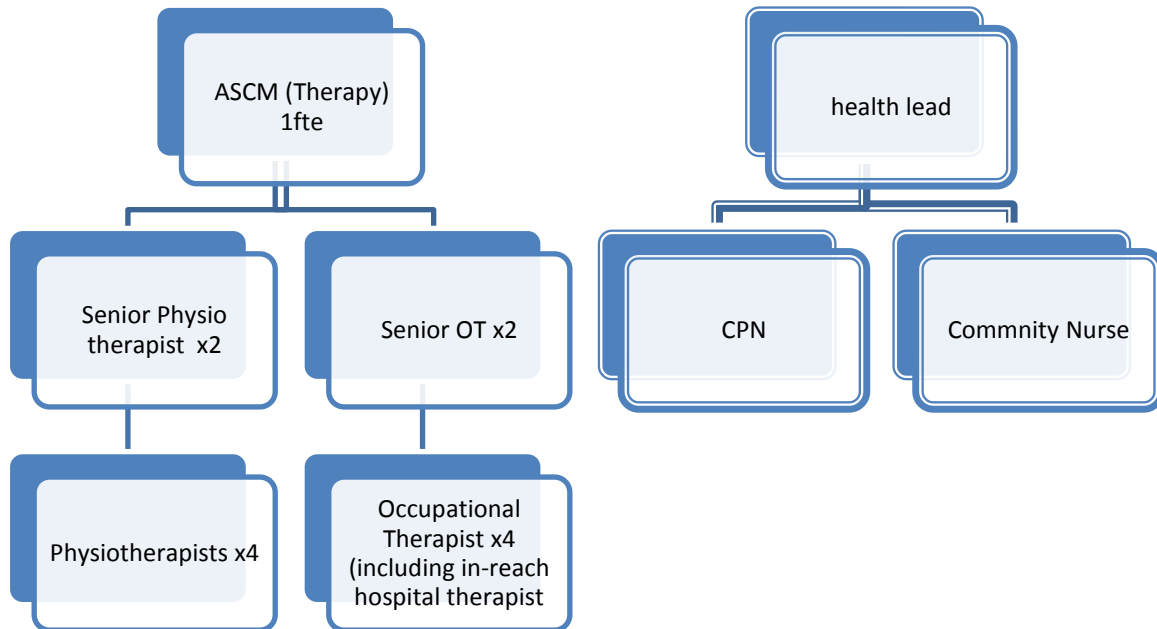 ASCM (Therapy)
1fte
health lead
Senior Physio
therapist  x2
Senior OT x2
CPN
Commnity Nurse
Physiotherapists x4
Occupational
Therapist x4
(including in-reach
hospital therapist